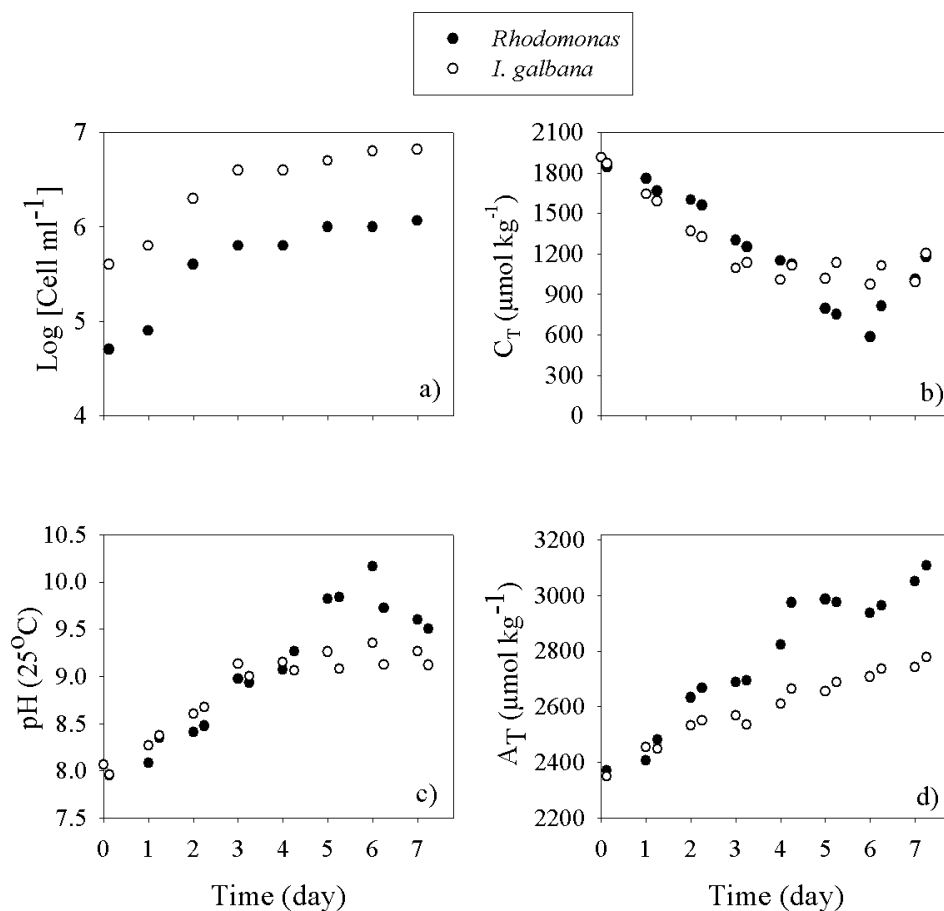 Rhodomonas
I. galbana
7
6
5
4
Log [Cell ml⁻¹]
a)
2100
1800
1500
1200
900
600
300
0
C_T (µmol kg⁻¹)
b)
10.5
10.0
9.5
9.0
8.5
8.0
7.5
pH (25°C)
c)
0 1 2 3 4 5 6 7
Time (day)
3200
3000
2800
2600
2400
2200
A_T (µmol kg⁻¹)
d)
0 1 2 3 4 5 6 7
Time (day)